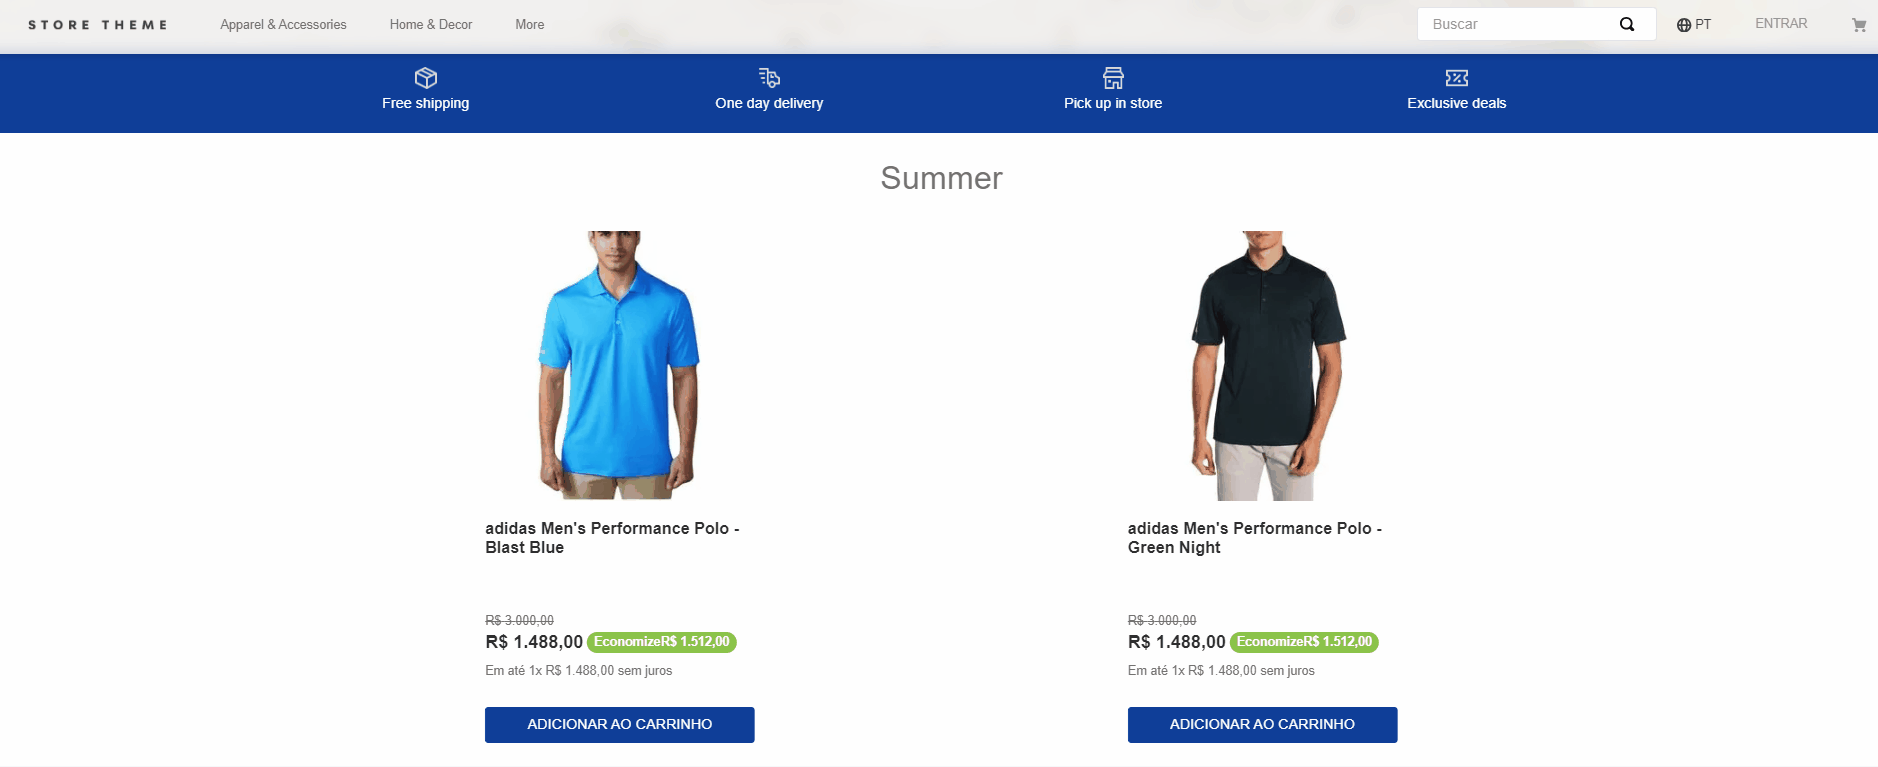 STORE THEME
Apparel & Accessories
Home & Decor
More
Buscar
PT
ENTRAR
Free shipping
One day delivery
Pick up in store
Exclusive deals
Summer
adidas Men's Performance Polo -
Blast Blue
R$ 3.000,00
R$ 1.488,00 EconomizeR$ 1.512,00
Em até 1x R$ 1.488,00 sem juros
ADICIONAR AO CARRINHO
adidas Men's Performance Polo -
Green Night
R$ 3.000,00
R$ 1.488,00 EconomizeR$ 1.512,00
Em até 1x R$ 1.488,00 sem juros
ADICIONAR AO CARRINHO